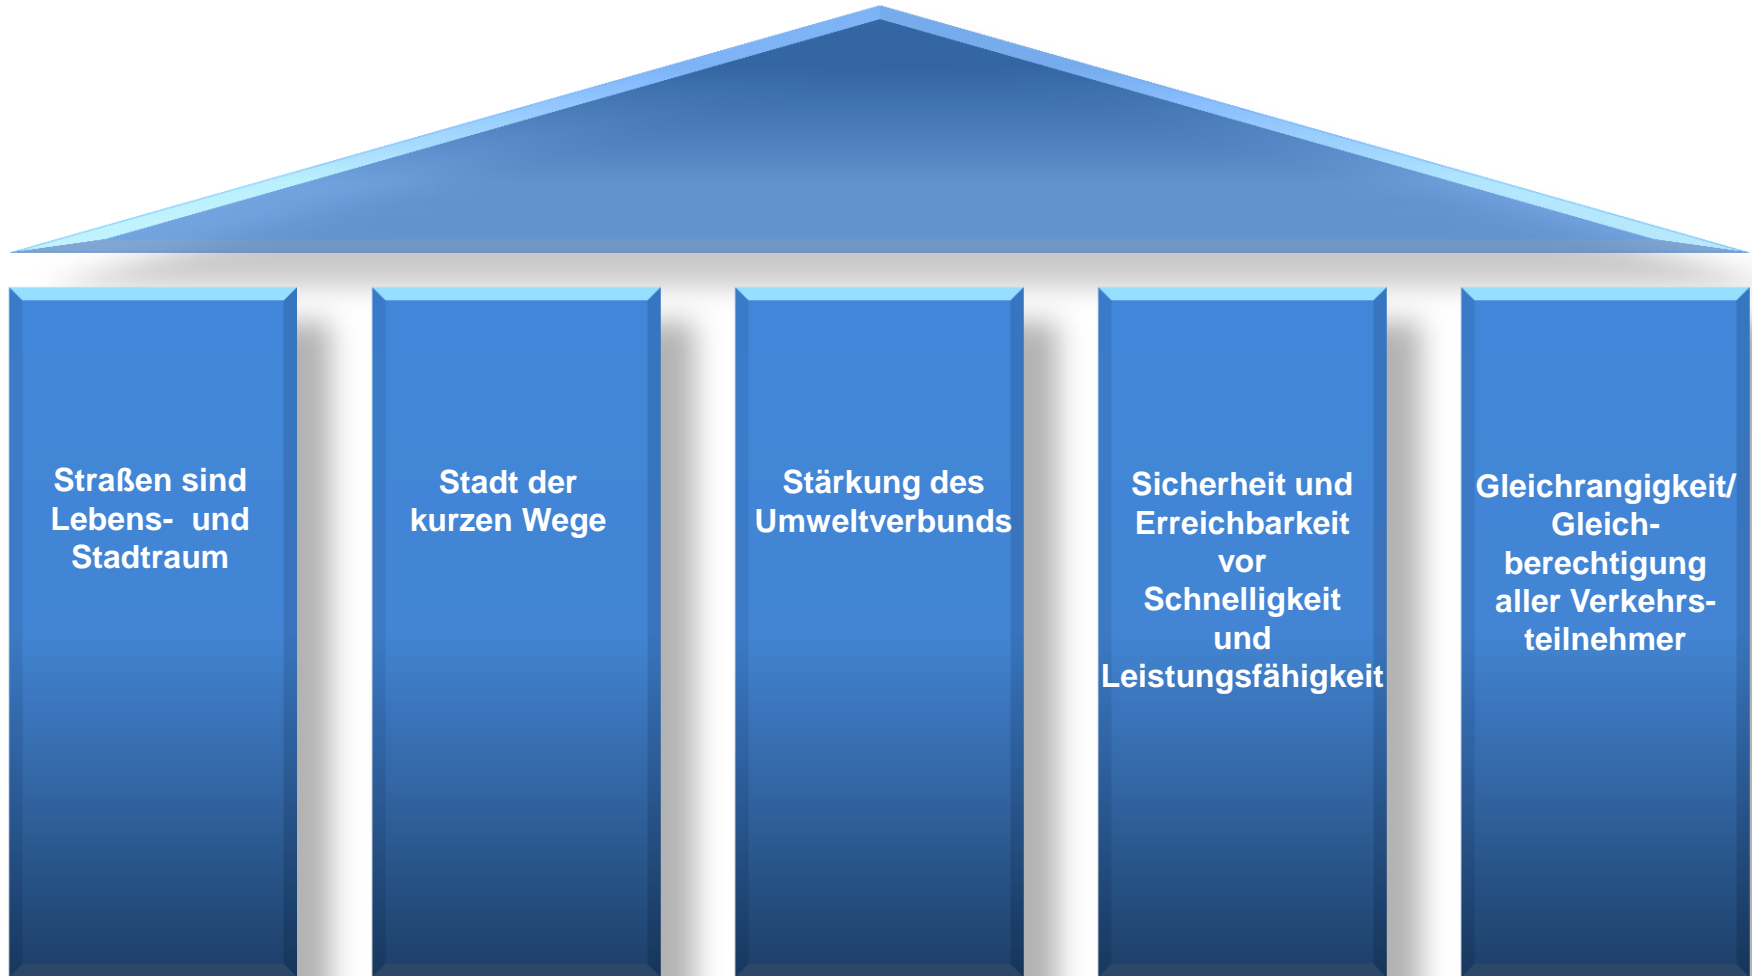 Straßen sind
Lebens- und
Stadtraum
Stadt der
kurzen Wege
Stärkung des
Umweltverbunds
Sicherheit und
Erreichbarkeit
vor
Schnelligkeit
und
Leistungsfähigkeit
Gleichrangigkeit/
Gleich-
berechtigung
aller Verkehrs-
teilnehmer